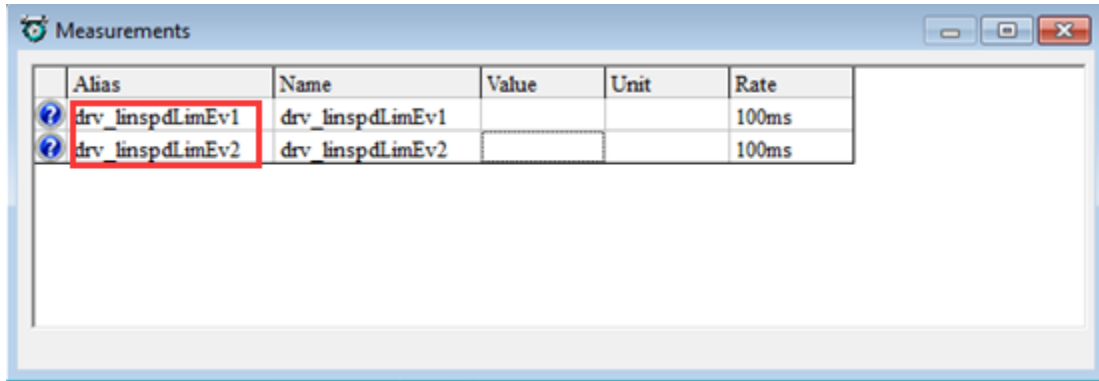 Measurements
Alias Name Value Unit Rate
drv_linspdLimEv1 drv_linspdLimEv1 100ms
drv_linspdLimEv2 drv_linspdLimEv2 100ms